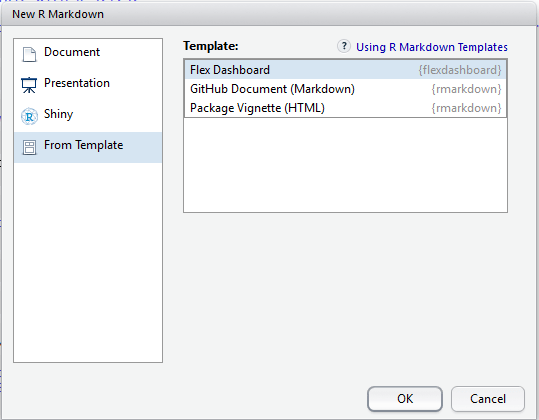 New R Markdown
Document
Presentation
Shiny
From Template
Template:
? Using R Markdown Templates
Flex Dashboard {flexdashboard}
GitHub Document (Markdown) {rmarkdown}
Package Vignette (HTML) {rmarkdown}
OK Cancel